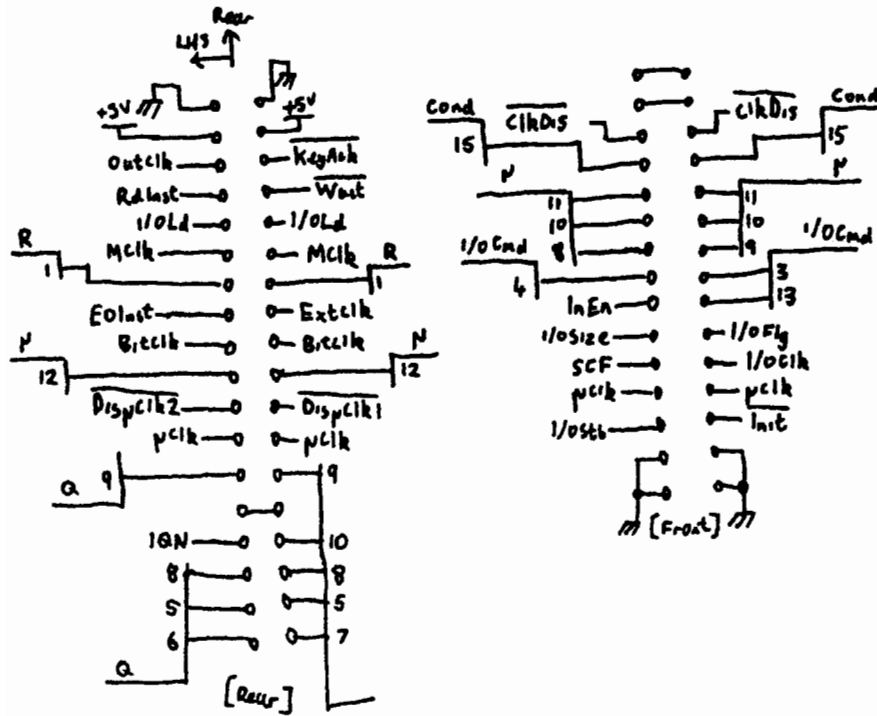 Rear
LHS
+5V +5V
OutClk KeyAck
RdInst Wait
I/OLd I/OLd
R MClk MClk R
1 1
EOInst ExtClk
μ BitClk BitClk μ
12 12
DisμClk2 DisμClk1
μClk μClk
Q 9 9
1QN 10
8 8
5 5
6 7
Q
[Rear]
Cond ClkDis ClkDis Cond
15 15
μ μ
11 11
10 10
I/OCmd 8 9 I/OCmd
4 3
InEn 13
I/OSize I/OFlg
SCF I/OClk
μClk μClk
I/OStb Init
[Front]